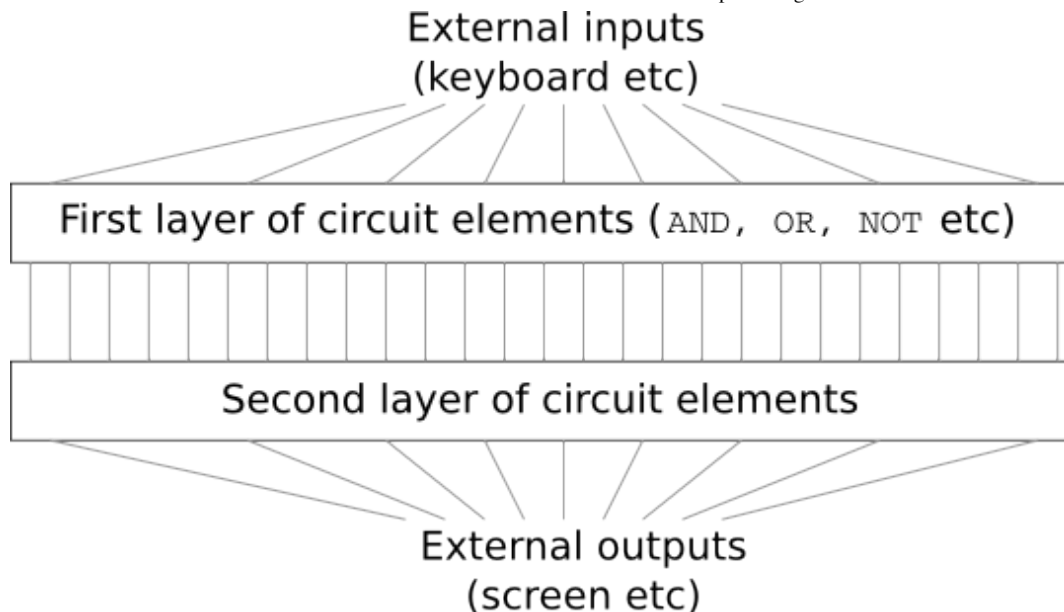 External inputs
(keyboard etc)
First layer of circuit elements (AND, OR, NOT etc)
Second layer of circuit elements
External outputs
(screen etc)